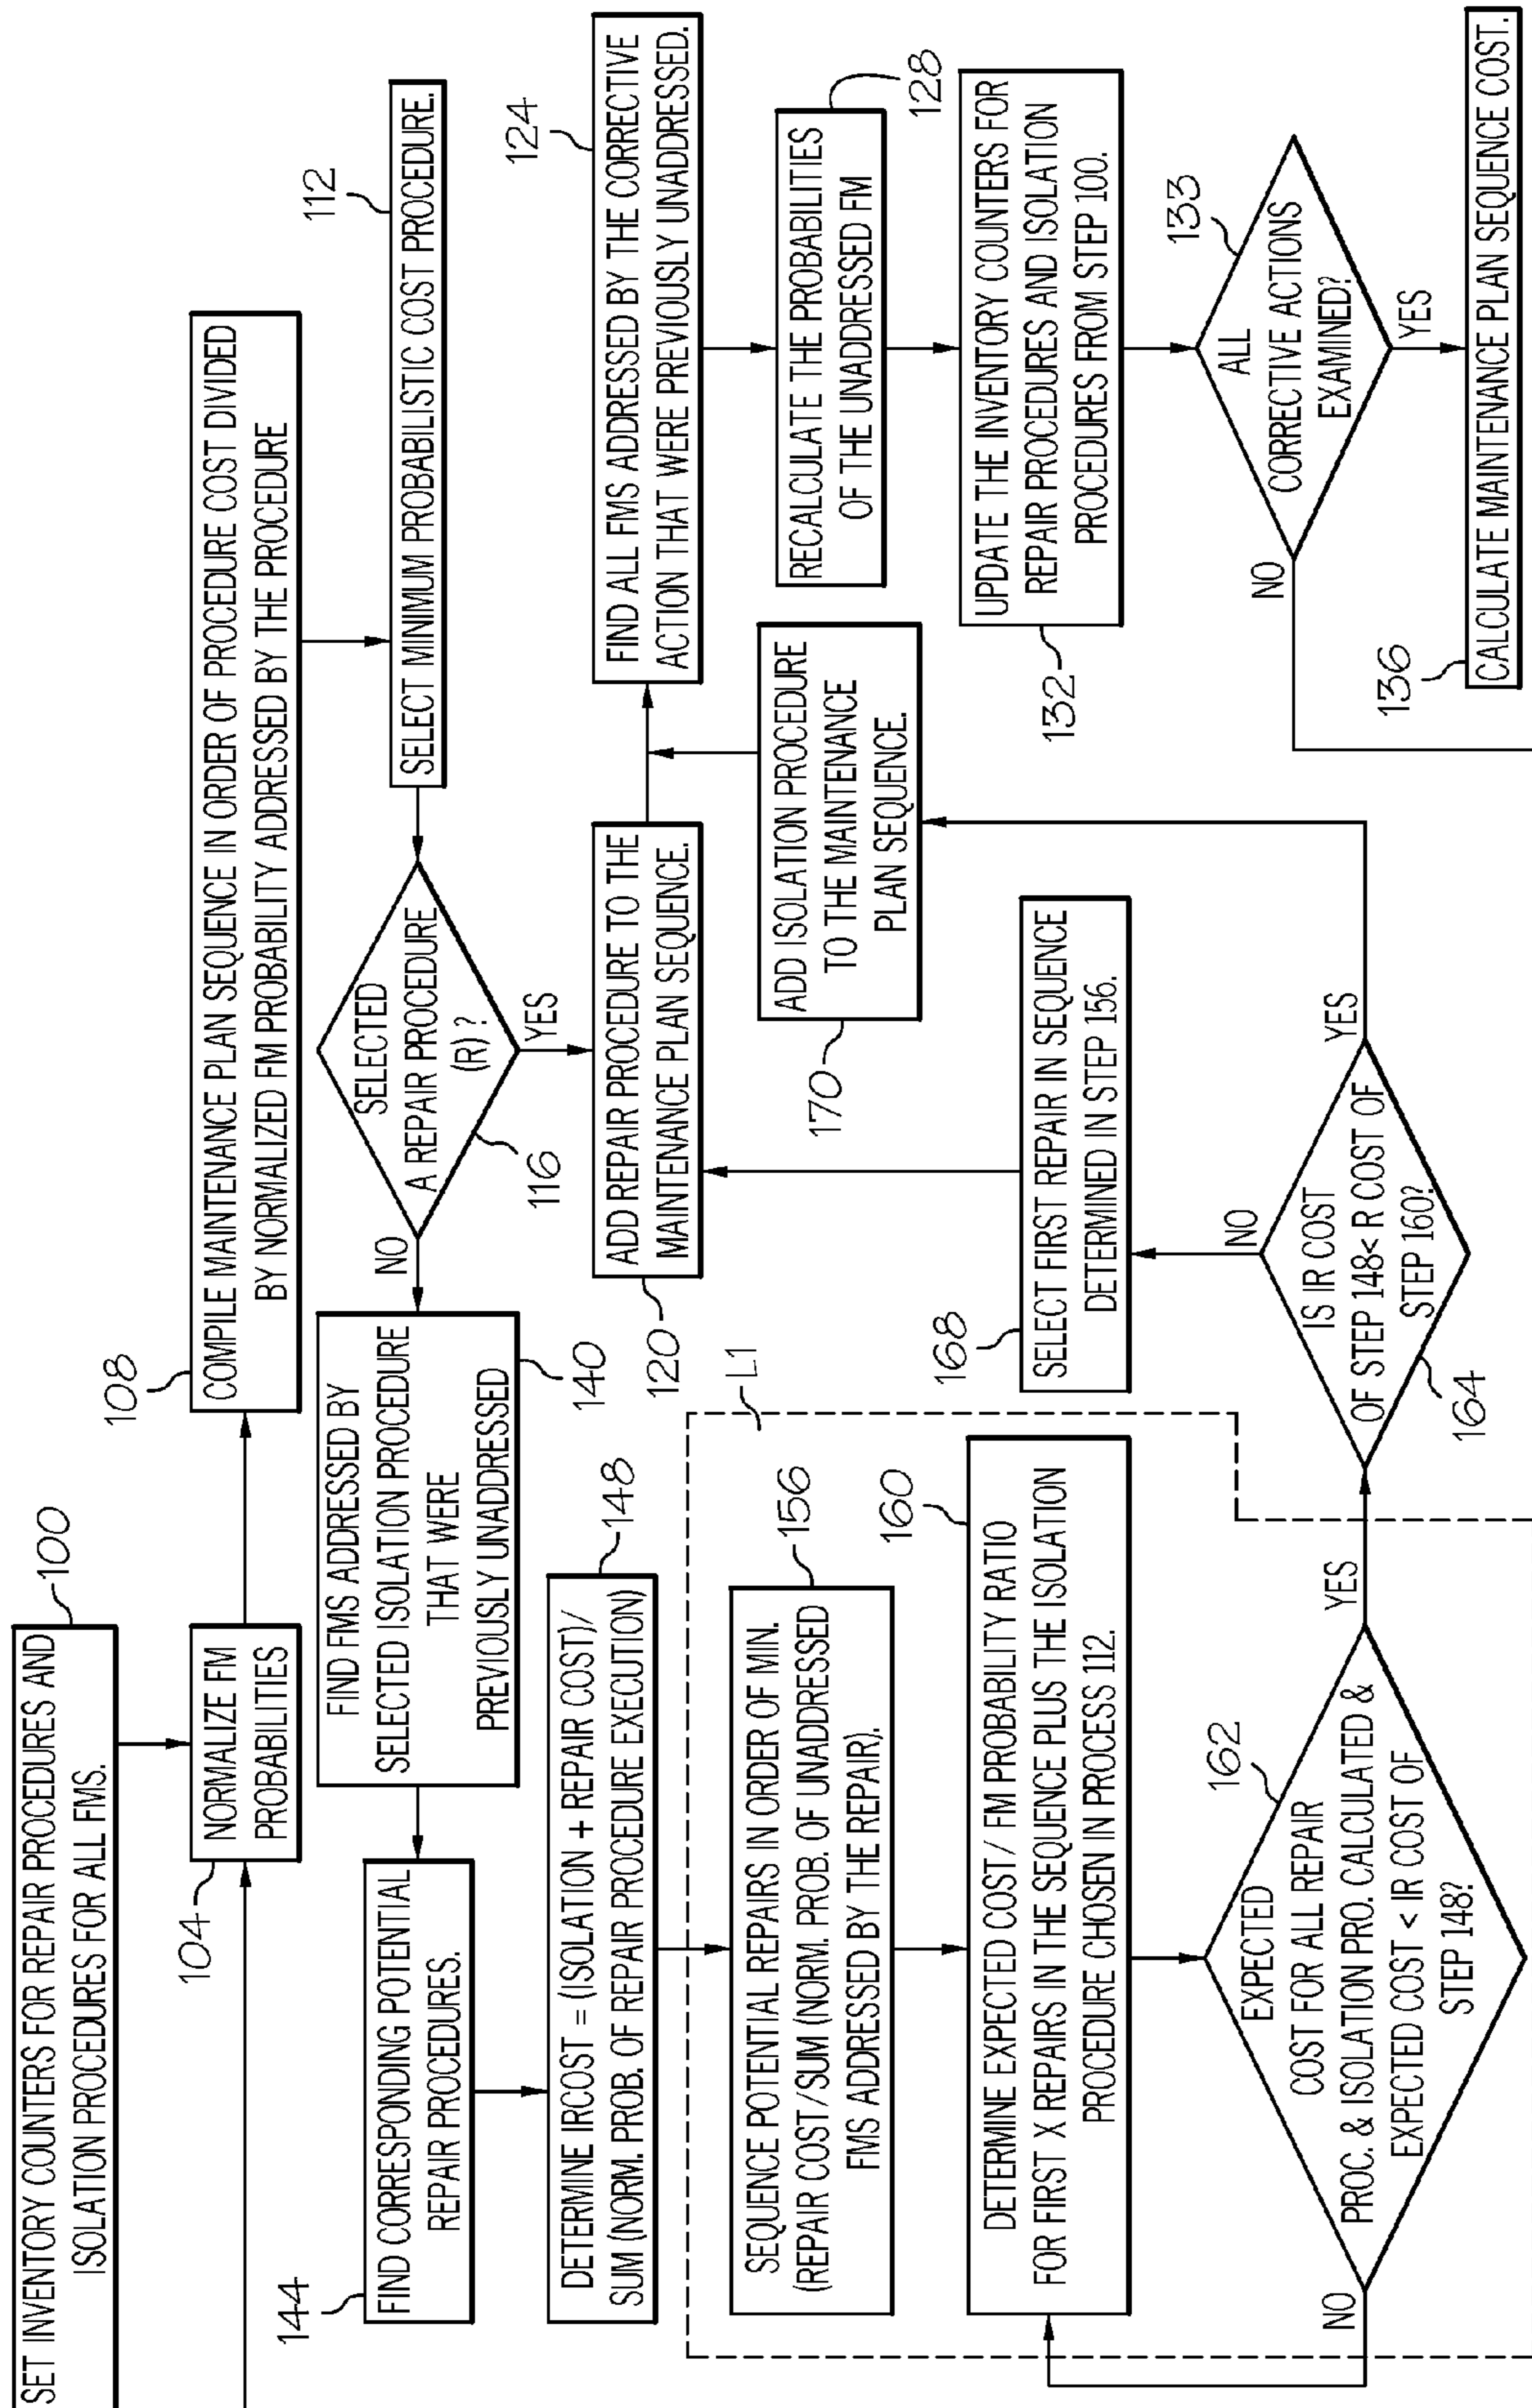 SET INVENTORY COUNTERS FOR REPAIR PROCEDURES AND
ISOLATION PROCEDURES FOR ALL FMS.
100
NORMALIZE FM
PROBABILITIES
104
108
COMPILE MAINTENANCE PLAN SEQUENCE IN ORDER OF PROCEDURE COST DIVIDED
BY NORMALIZED FM PROBABILITY ADDRESSED BY THE PROCEDURE
112
SELECT MINIMUM PROBABILISTIC COST PROCEDURE.
SELECTED
A REPAIR PROCEDURE
(R) ?
116
NO
YES
FIND FMS ADDRESSED BY
SELECTED ISOLATION PROCEDURE
THAT WERE
PREVIOUSLY UNADDRESSED
140
ADD REPAIR PROCEDURE TO THE
MAINTENANCE PLAN SEQUENCE.
120
124
FIND ALL FMS ADDRESSED BY THE CORRECTIVE
ACTION THAT WERE PREVIOUSLY UNADDRESSED.
144
FIND CORRESPONDING POTENTIAL
REPAIR PROCEDURES.
RECALCULATE THE PROBABILITIES
OF THE UNADDRESSED FM
128
DETERMINE IRCOST = (ISOLATION + REPAIR COST)/
SUM (NORM. PROB. OF REPAIR PROCEDURE EXECUTION)
148
L1
ADD ISOLATION PROCEDURE
TO THE MAINTENANCE
PLAN SEQUENCE.
170
UPDATE THE INVENTORY COUNTERS FOR
REPAIR PROCEDURES AND ISOLATION
PROCEDURES FROM STEP 100.
132
SEQUENCE POTENTIAL REPAIRS IN ORDER OF MIN.
(REPAIR COST/SUM (NORM. PROB. OF UNADDRESSED
FMS ADDRESSED BY THE REPAIR).
156
168
SELECT FIRST REPAIR IN SEQUENCE
DETERMINED IN STEP 156.
160
DETERMINE EXPECTED COST/ FM PROBABILITY RATIO
FOR FIRST X REPAIRS IN THE SEQUENCE PLUS THE ISOLATION
PROCEDURE CHOSEN IN PROCESS 112.
133
ALL
CORRECTIVE ACTIONS
EXAMINED?
NO
YES
162
EXPECTED
COST FOR ALL REPAIR
PROC. & ISOLATION PRO. CALCULATED &
EXPECTED COST < IR COST OF
STEP 148?
NO
YES
IS IR COST
OF STEP 148< R COST OF
STEP 160?
164
NO
YES
136
CALCULATE MAINTENANCE PLAN SEQUENCE COST.